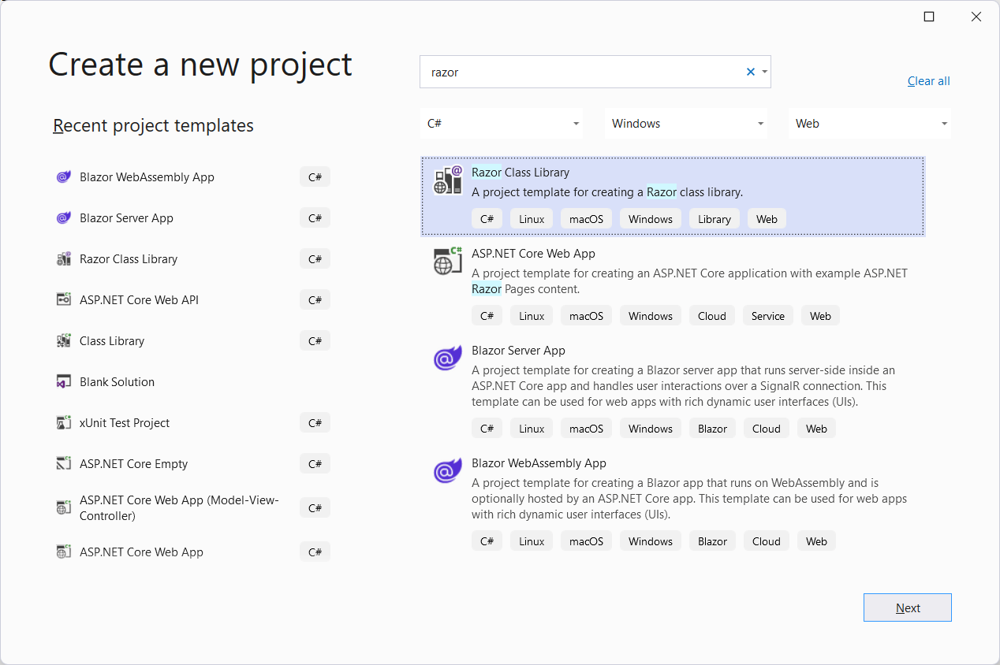 Create a new project
razor
Clear all
Recent project templates
C#
Windows
Web
Blazor WebAssembly App
C#
Blazor Server App
C#
Razor Class Library
C#
ASP.NET Core Web API
C#
Class Library
C#
Blank Solution
xUnit Test Project
C#
ASP.NET Core Empty
C#
ASP.NET Core Web App (Model-View-
Controller)
C#
ASP.NET Core Web App
C#
Razor Class Library
A project template for creating a Razor class library.
C# Linux macOS Windows Library Web
ASP.NET Core Web App
A project template for creating an ASP.NET Core application with example ASP.NET
Razor Pages content.
C# Linux macOS Windows Cloud Service Web
Blazor Server App
A project template for creating a Blazor server app that runs server-side inside an
ASP.NET Core app and handles user interactions over a SignalR connection. This
template can be used for web apps with rich dynamic user interfaces (UIs).
C# Linux macOS Windows Blazor Cloud Web
Blazor WebAssembly App
A project template for creating a Blazor app that runs on WebAssembly and is
optionally hosted by an ASP.NET Core app. This template can be used for web apps
with rich dynamic user interfaces (UIs).
C# Linux macOS Windows Blazor Cloud Web
Next